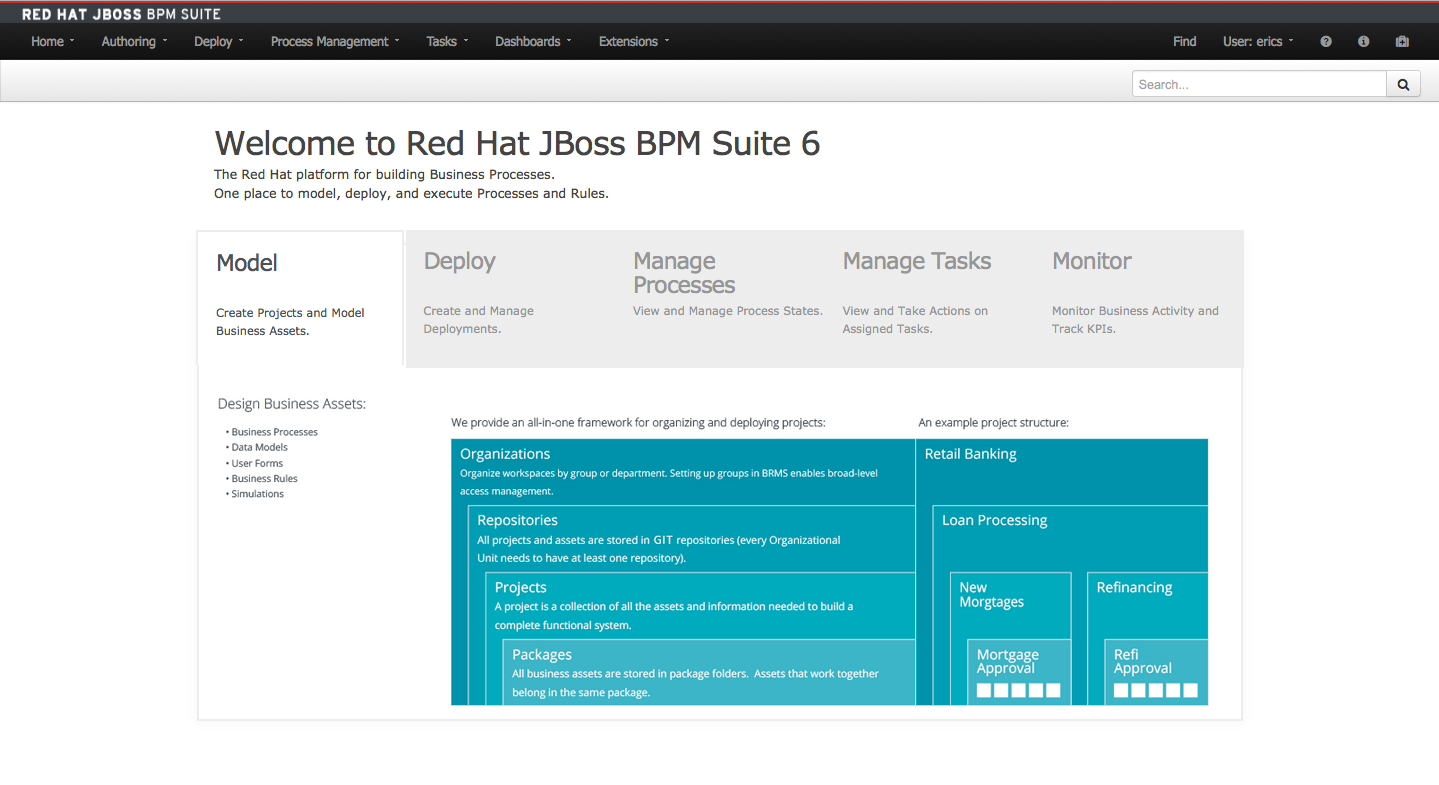 RED HAT JBOSS BPM SUITE
Home Authoring Deploy Process Management Tasks Dashboards Extensions Find User: erics
Search...
Welcome to Red Hat JBoss BPM Suite 6
The Red Hat platform for building Business Processes.
One place to model, deploy, and execute Processes and Rules.
Model
Create Projects and Model
Business Assets.
Deploy
Create and Manage
Deployments.
Manage
Processes
View and Manage Process States.
Manage Tasks
View and Take Actions on
Assigned Tasks.
Monitor
Monitor Business Activity and
Track KPIs.
Design Business Assets:
• Business Processes
• Data Models
• User Forms
• Business Rules
• Simulations
We provide an all-in-one framework for organizing and deploying projects:
Organizations
Organize workspaces by group or department. Setting up groups in BRMS enables broad-level
access management.
Repositories
All projects and assets are stored in GIT repositories (every Organizational
Unit needs to have at least one repository).
Projects
A project is a collection of all the assets and information needed to build a
complete functional system.
Packages
All business assets are stored in package folders. Assets that work together
belong in the same package.
An example project structure:
Retail Banking
Loan Processing
New
Morgtages
Mortgage
Approval
Refinancing
Refi
Approval